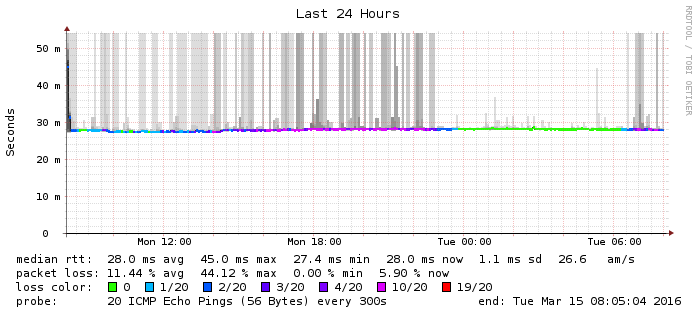 Last 24 Hours
RRDTOOL / TOBI OETIKER
Seconds
50 m
40 m
30 m
20 m
10 m
0
Mon 12:00 Mon 18:00 Tue 00:00 Tue 06:00
median rtt: 28.0 ms avg 45.0 ms max 27.4 ms min 28.0 ms now 1.1 ms sd 26.6 am/s
packet loss: 11.44 % avg 44.12 % max 0.00 % min 5.90 % now
loss color: 0 1/20 2/20 3/20 4/20 10/20 19/20
probe: 20 ICMP Echo Pings (56 Bytes) every 300s end: Tue Mar 15 08:05:04 2016